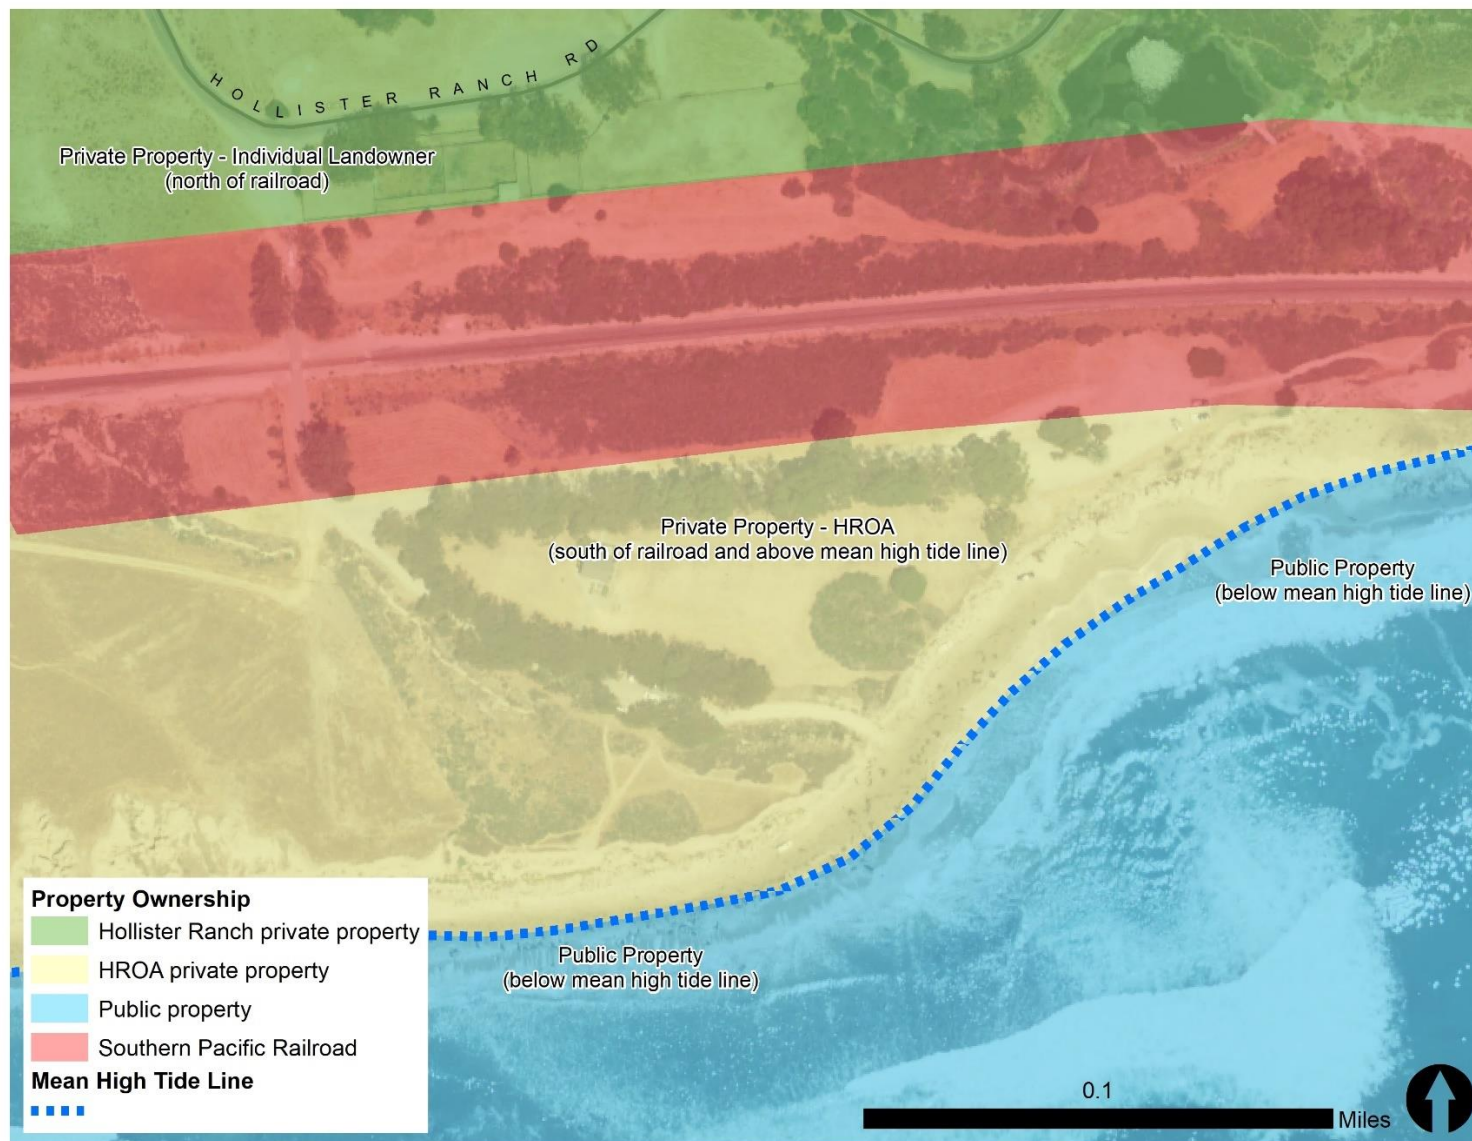 HOLLISTER RANCH RD
Private Property - Individual Landowner
(north of railroad)
Private Property - HROA
(south of railroad and above mean high tide line)
Public Property
(below mean high tide line)
Property Ownership
Hollister Ranch private property
HROA private property
Public property
Southern Pacific Railroad
Mean High Tide Line
Public Property
(below mean high tide line)
0.1
Miles